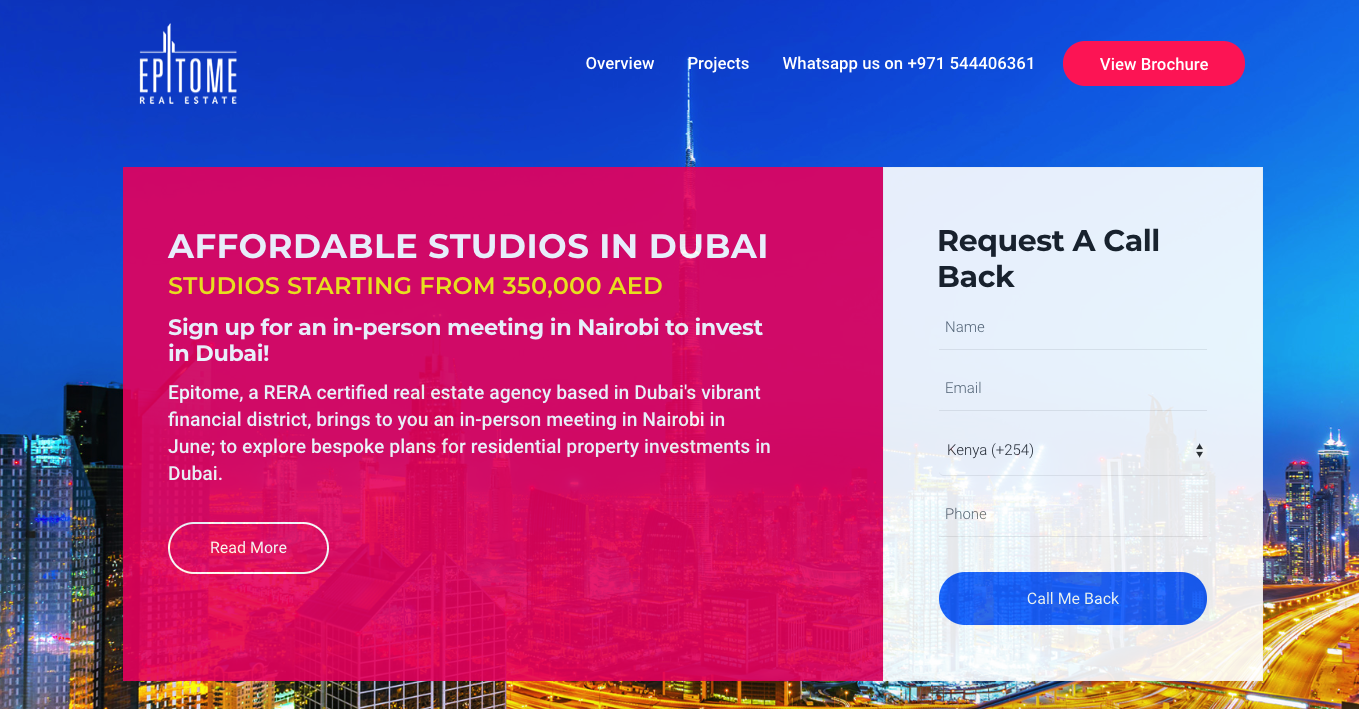 EPITOME
REAL ESTATE
Overview Projects Whatsapp us on +971 544406361 View Brochure
AFFORDABLE STUDIOS IN DUBAI
STUDIOS STARTING FROM 350,000 AED
Sign up for an in-person meeting in Nairobi to invest
in Dubai!
Epitome, a RERA certified real estate agency based in Dubai's vibrant
financial district, brings to you an in-person meeting in Nairobi in
June; to explore bespoke plans for residential property investments in
Dubai.
Read More
Request A Call
Back
Name
Email
Kenya (+254)
Phone
Call Me Back